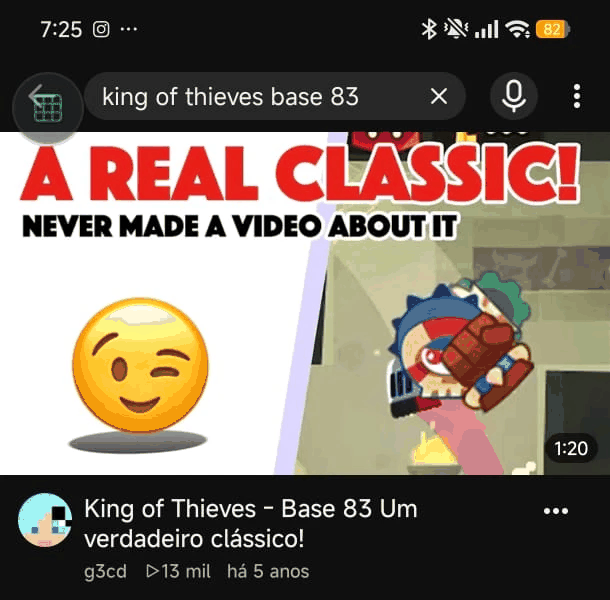 7:25
82
king of thieves base 83
A REAL CLASSIC!
NEVER MADE A VIDEO ABOUT IT
1:20
King of Thieves - Base 83 Um
verdadeiro clássico!
g3cd ▷13 mil há 5 anos